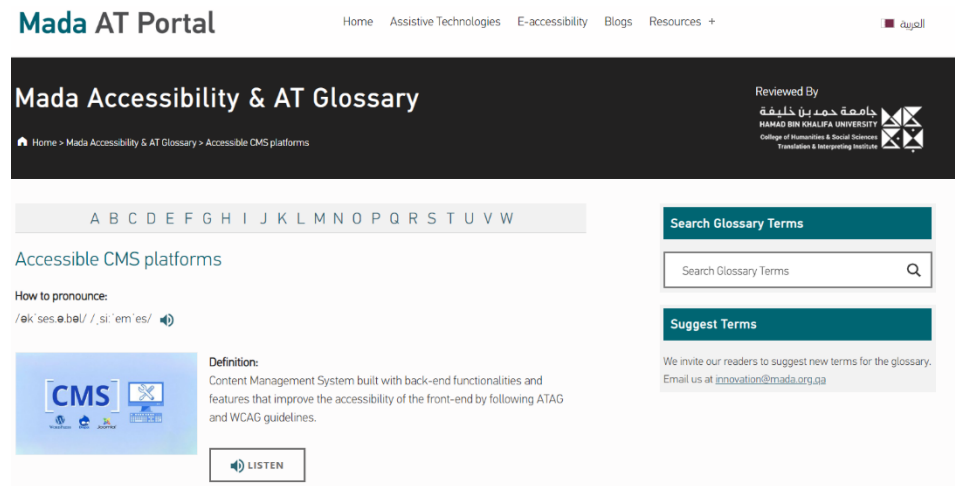 Mada AT Portal
Home Assistive Technologies E-accessibility Blogs Resources +
العربية
Mada Accessibility & AT Glossary
Home > Mada Accessibility & AT Glossary > Accessible CMS platforms
Reviewed By
جامعة حمد بن خليفة
HAMAD BIN KHALIFA UNIVERSITY
College of Humanities & Social Sciences
Translation & Interpreting Institute
A B C D E F G H I J K L M N O P Q R S T U V W
Accessible CMS platforms
How to pronounce:
/əkˈses.ə.bəl/ /ˌsiːˈemˈes/
CMS
WordPress
Joomla!
Definition:
Content Management System built with back-end functionalities and
features that improve the accessibility of the front-end by following ATAG
and WCAG guidelines.
LISTEN
Search Glossary Terms
Search Glossary Terms
Suggest Terms
We invite our readers to suggest new terms for the glossary.
Email us at innovation@mada.org.qa